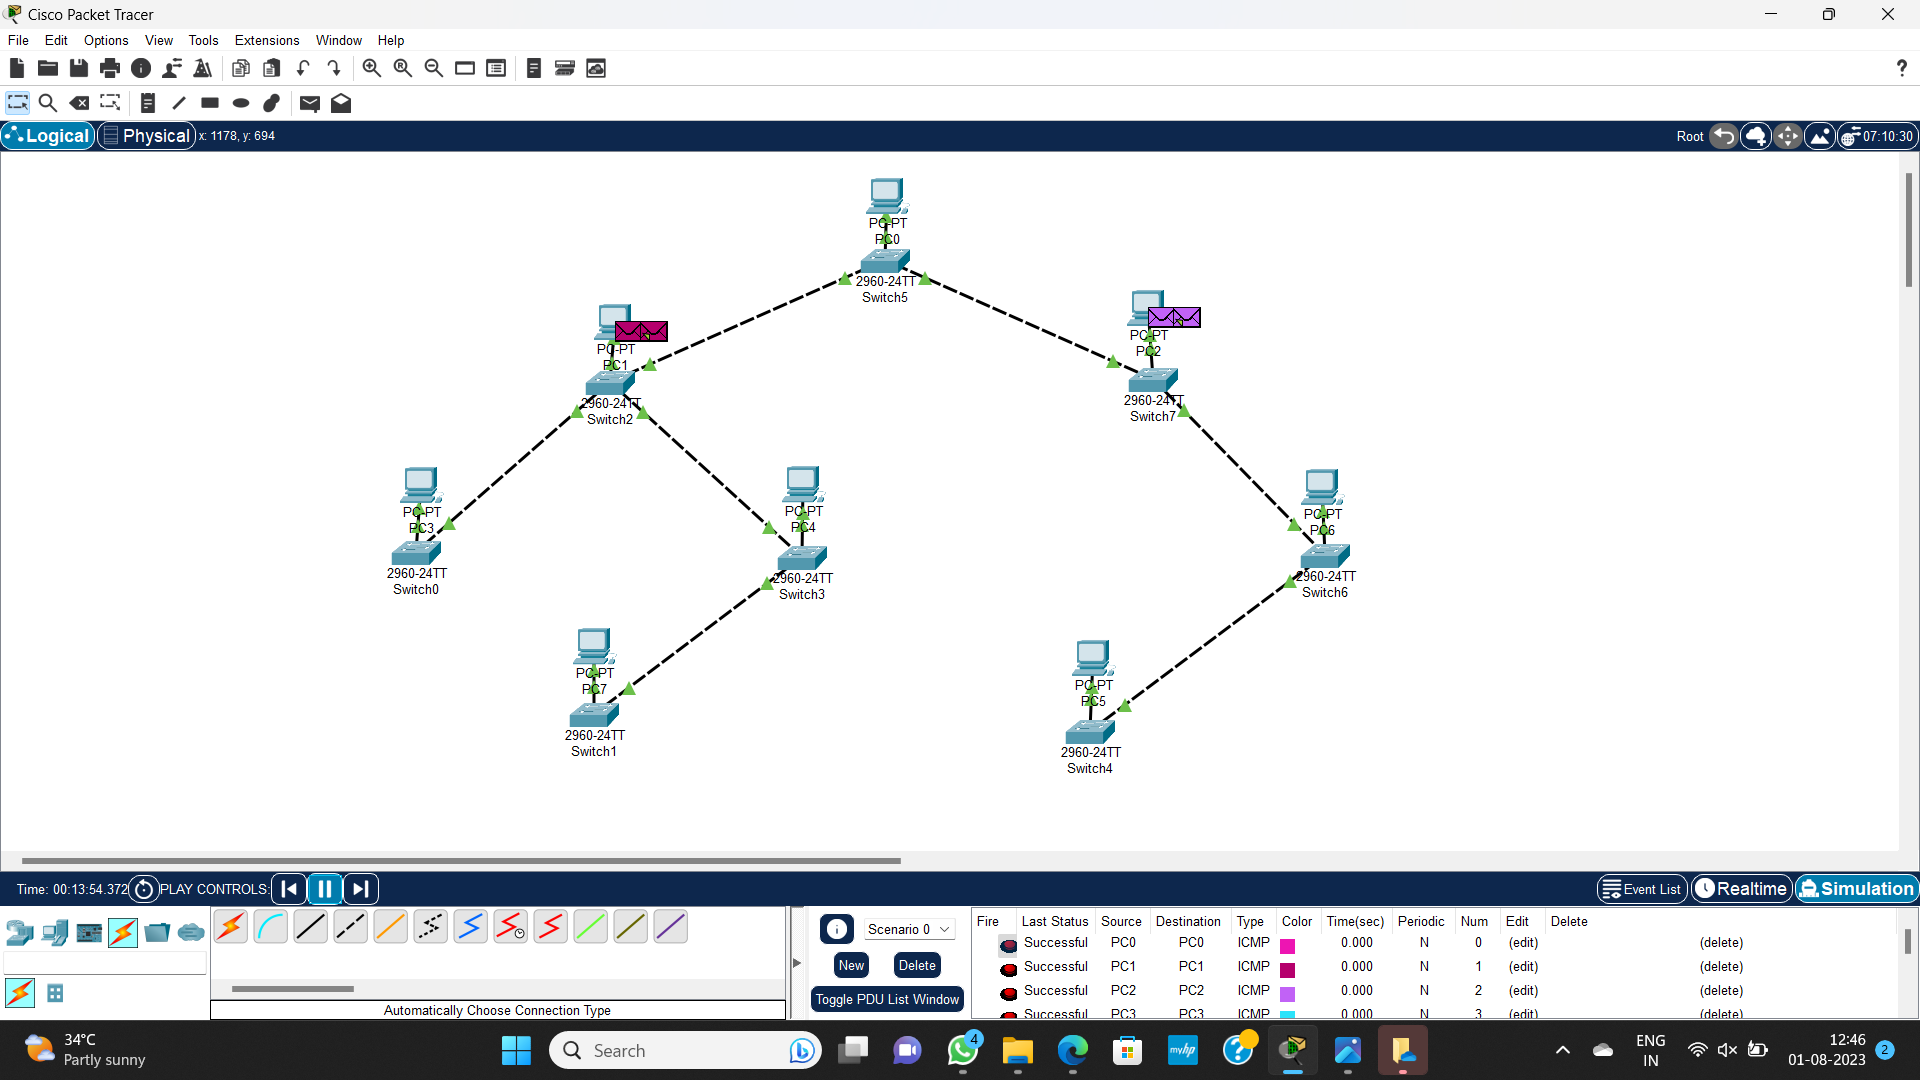 Cisco Packet Tracer
File Edit Options View Tools Extensions Window Help
?
Logical Physical x: 1178, y: 694 Root 07:10:30
PC-PT
PC0
2960-24TT
Switch5
PC-PT
PC1
2960-24TT
Switch2
PC-PT
PC2
2960-24TT
Switch7
PC-PT
PC3
2960-24TT
Switch0
PC-PT
PC4
2960-24TT
Switch3
PC-PT
PC6
2960-24TT
Switch6
PC-PT
PC7
2960-24TT
Switch1
PC-PT
PC5
2960-24TT
Switch4
Time: 00:13:54.372 PLAY CONTROLS: Event List Realtime Simulation
Automatically Choose Connection Type
Scenario 0
New Delete
Toggle PDU List Window
Fire Last Status Source Destination Type Color Time(sec) Periodic Num Edit Delete
Successful PC0 PC0 ICMP 0.000 N 0 (edit) (delete)
Successful PC1 PC1 ICMP 0.000 N 1 (edit) (delete)
Successful PC2 PC2 ICMP 0.000 N 2 (edit) (delete)
Successful PC3 PC3 ICMP 0.000 N 3 (edit) (delete)
34°C
Partly sunny
Search
4
myhp
?
ENG
IN
12:46
01-08-2023
2